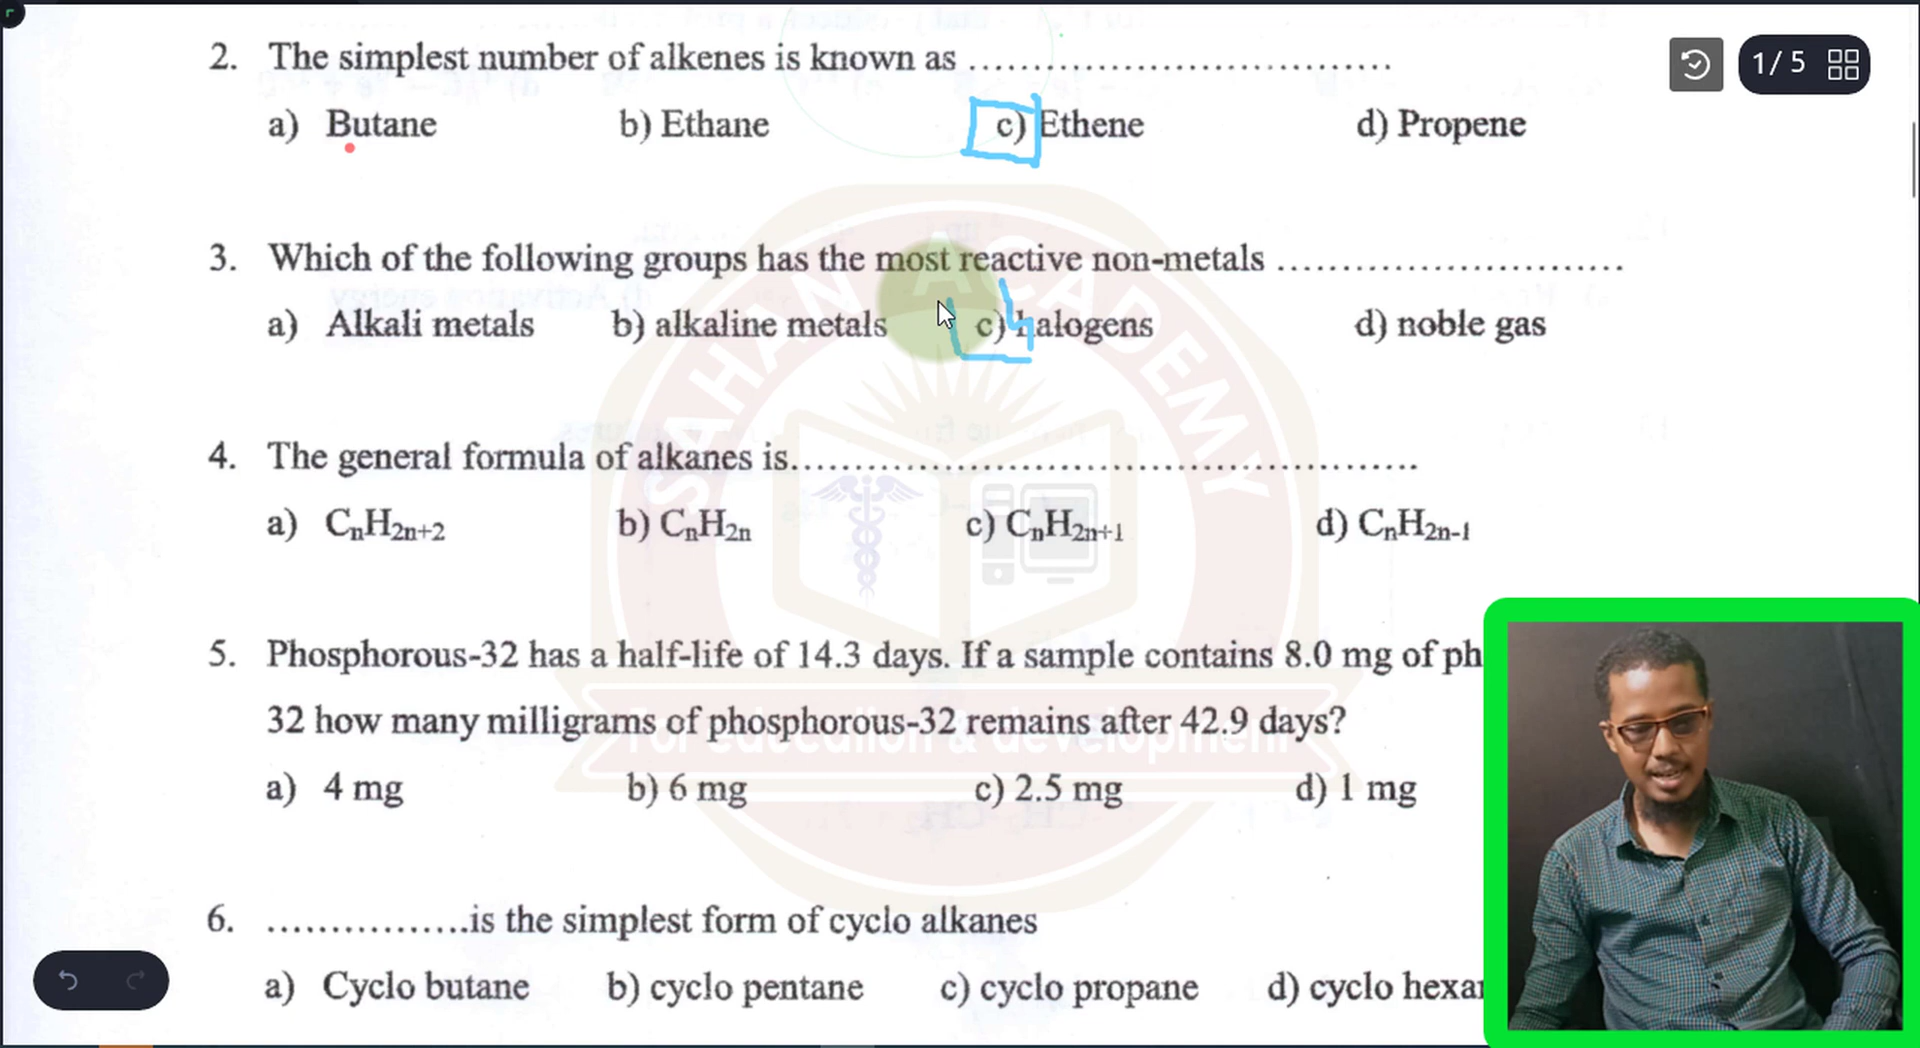 2. The simplest number of alkenes is known as ................................
a) Butane b) Ethane c) Ethene d) Propene
3. Which of the following groups has the most reactive non-metals ...........................
a) Alkali metals b) alkaline metals c) halogens d) noble gas
4. The general formula of alkanes is................................................
a) CₙH₂ₙ₊₂ b) CₙH₂ₙ c) CₙH₂ₙ₊₁ d) CₙH₂ₙ₋₁
5. Phosphorous-32 has a half-life of 14.3 days. If a sample contains 8.0 mg of ph
32 how many milligrams of phosphorous-32 remains after 42.9 days?
a) 4 mg b) 6 mg c) 2.5 mg d) 1 mg
6. ................is the simplest form of cyclo alkanes
a) Cyclo butane b) cyclo pentane c) cyclo propane d) cyclo hexa
1/5
SAHAN ACADEMY
For education & development